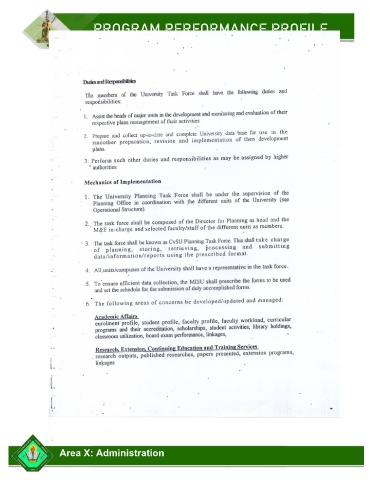 PROGRAM PERFORMANCE PROFILE
Duties and Responsibilities
The members of the University Task Force shall have the following duties and
responsibilities:
1. Assist the heads of major units in the development and monitoring and evaluation of their
respective plans management of their activities
2. Prepare and collect up-to-date and complete University data base for use in the
smoother preparation, revision and implementation of their development
plans.
3. Perform such other duties and responsibilities as may be assigned by higher
authorities
Mechanics of Implementation
1. The University Planning Task Force shall be under the supervision of the
Planning Office in coordination with the different units of the University (see
Operational Structure).
2. The task force shall be composed of the Director for Planning as head and the
M&E in-charge and selected faculty/staff of the different units as members.
3. The task force shall be known as CvSU Planning Task Force. This shall take charge
of planning, storing, retrieving, processing and submitting
data/information/reports using the prescribed format.
4. All units/campuses of the University shall have a representative in the task force.
5. To ensure efficient data collection, the MISU shall prescribe the forms to be used
and set the schedule for the submission of duly accomplished forms.
6. The following areas of concerns be developed/updated and managed:
Academic Affairs
enrolment profile, student profile, faculty profile, faculty workload, curricular
programs and their accreditation, scholarships, student activities, library holdings,
classroom utilization, board exam performance, linkages,
Research, Extension, Continuing Education and Training Services
research outputs, published researches, papers presented, extension programs,
linkages
Area X: Administration